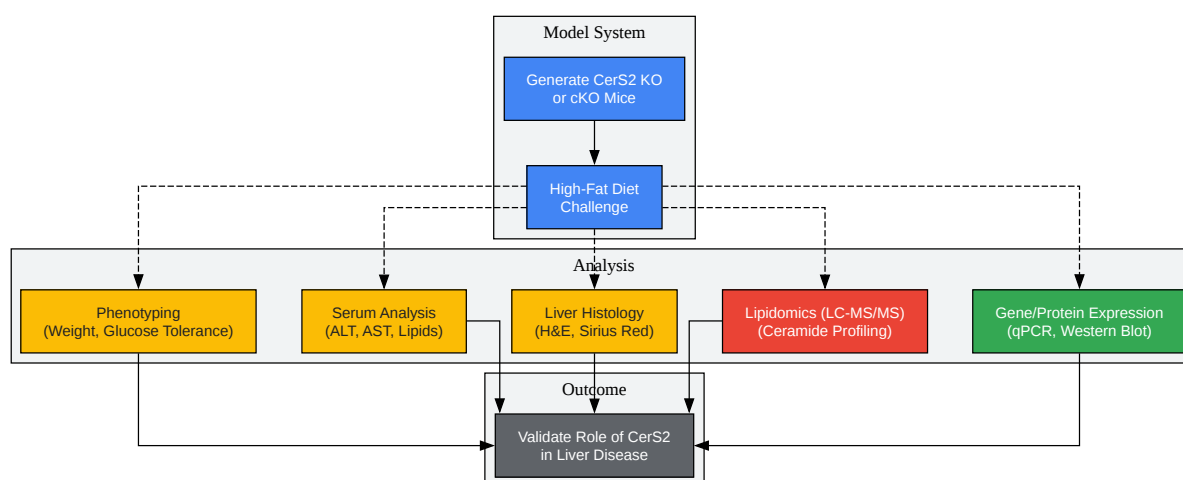 Model System
Generate CerS2 KO
or cKO Mice
High-Fat Diet
Challenge
Analysis
Phenotyping
(Weight, Glucose Tolerance)
Serum Analysis
(ALT, AST, Lipids)
Liver Histology
(H&E, Sirius Red)
Lipidomics (LC-MS/MS)
(Ceramide Profiling)
Gene/Protein Expression
(qPCR, Western Blot)
Outcome
Validate Role of CerS2
in Liver Disease